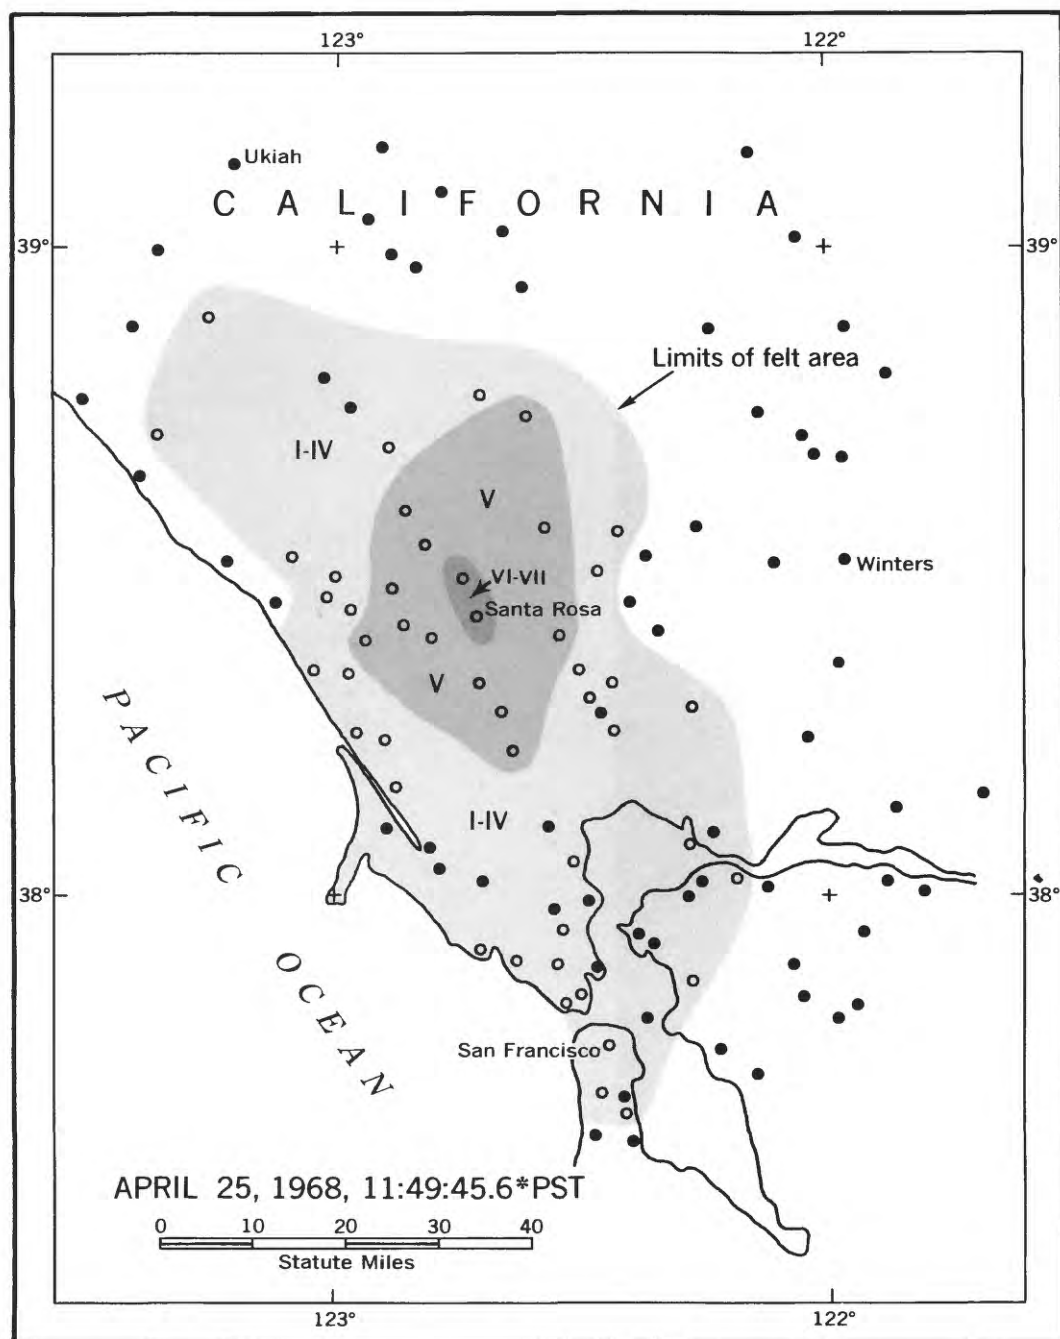 123° 122°
Ukiah
CALIFORNIA
39° 39°
Limits of felt area
I-IV
V
VI-VII
Winters
Santa Rosa
V
PACIFIC OCEAN
I-IV
38° 38°
San Francisco
APRIL 25, 1968, 11:49:45.6*PST
0 10 20 30 40
Statute Miles
123° 122°